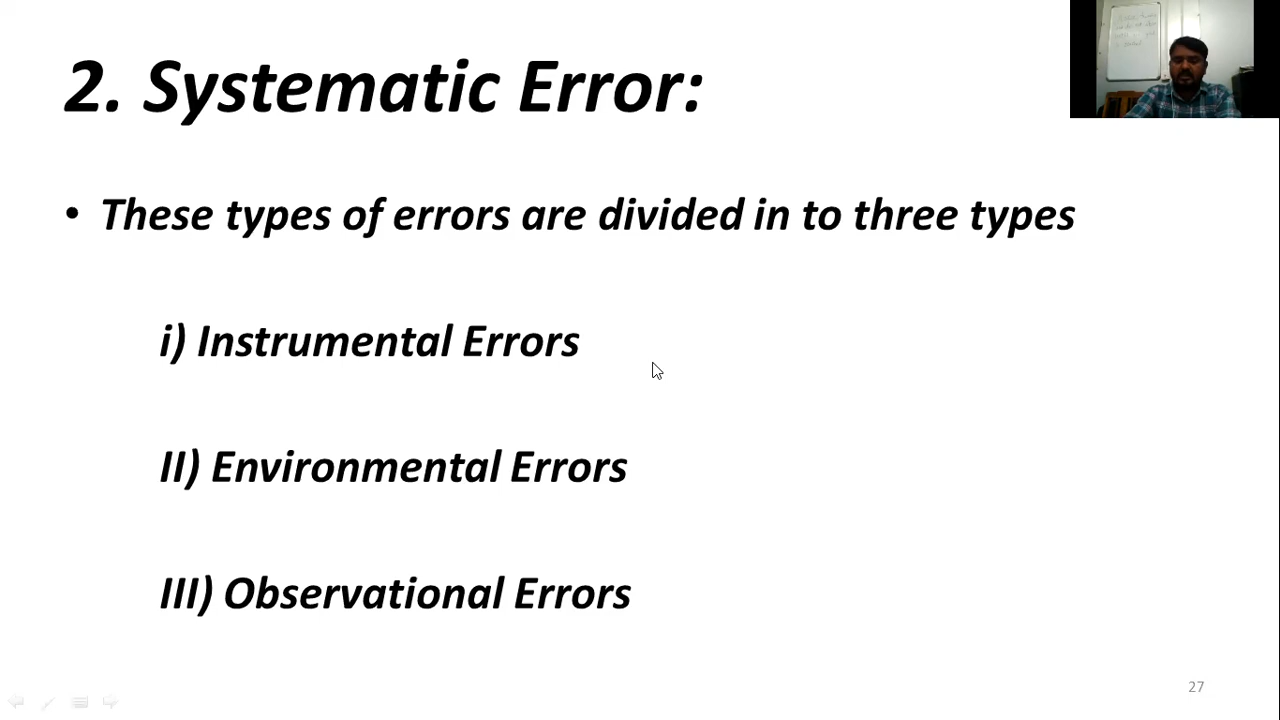 2. Systematic Error:
• These types of errors are divided in to three types
i) Instrumental Errors
II) Environmental Errors
III) Observational Errors
27